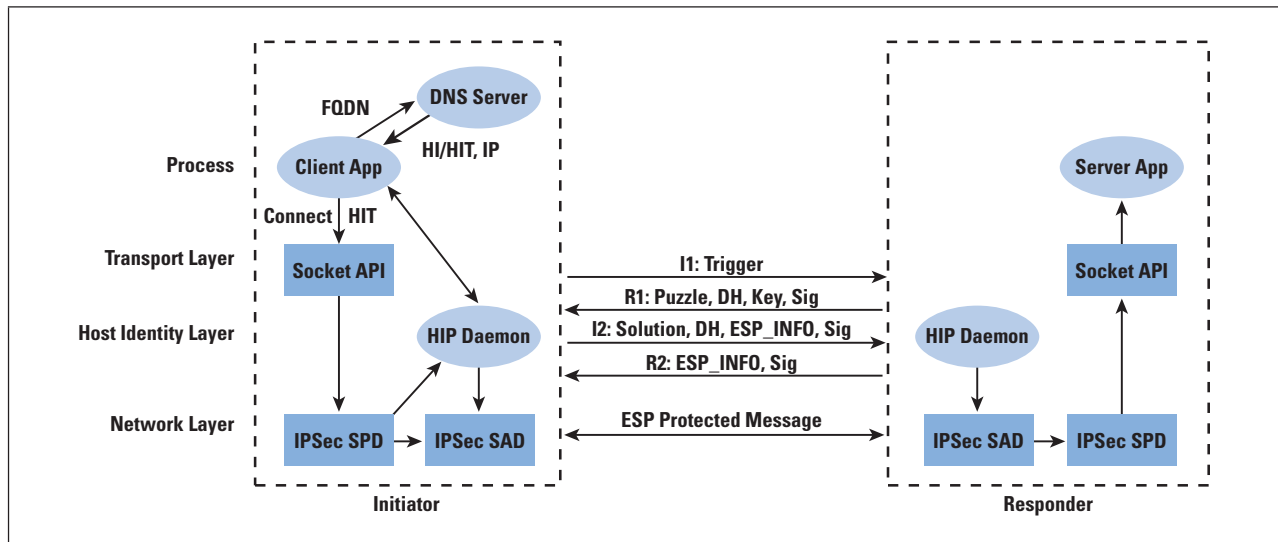 DNS Server
FQDN
HI/HIT, IP
Process
Client App
Server App
Connect
HIT
Transport Layer
Socket API
I1: Trigger
Socket API
R1: Puzzle, DH, Key, Sig
Host Identity Layer
HIP Daemon
I2: Solution, DH, ESP_INFO, Sig
HIP Daemon
R2: ESP_INFO, Sig
Network Layer
IPSec SPD
IPSec SAD
ESP Protected Message
IPSec SAD
IPSec SPD
Initiator
Responder